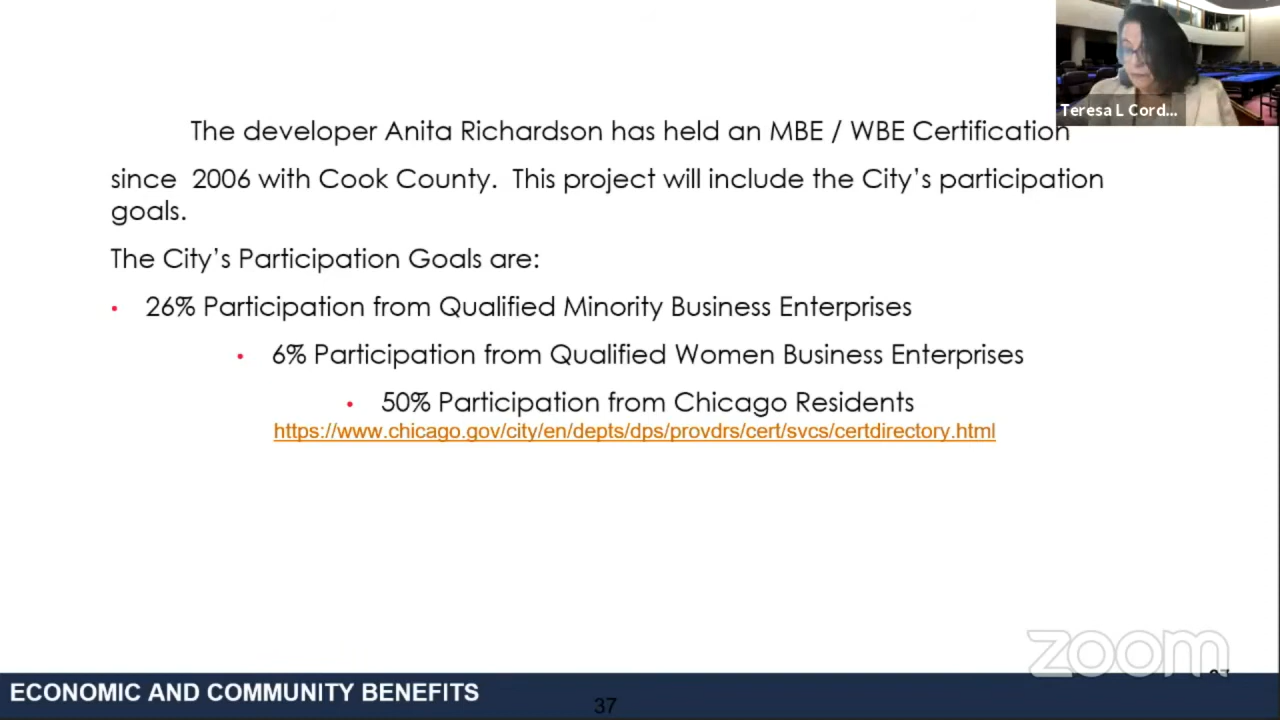 Teresa L Cord...
The developer Anita Richardson has held an MBE / WBE Certification
since 2006 with Cook County. This project will include the City's participation
goals.
The City's Participation Goals are:
• 26% Participation from Qualified Minority Business Enterprises
• 6% Participation from Qualified Women Business Enterprises
• 50% Participation from Chicago Residents
https://www.chicago.gov/city/en/depts/dps/provdrs/cert/svcs/certdirectory.html
zoom
ECONOMIC AND COMMUNITY BENEFITS
37